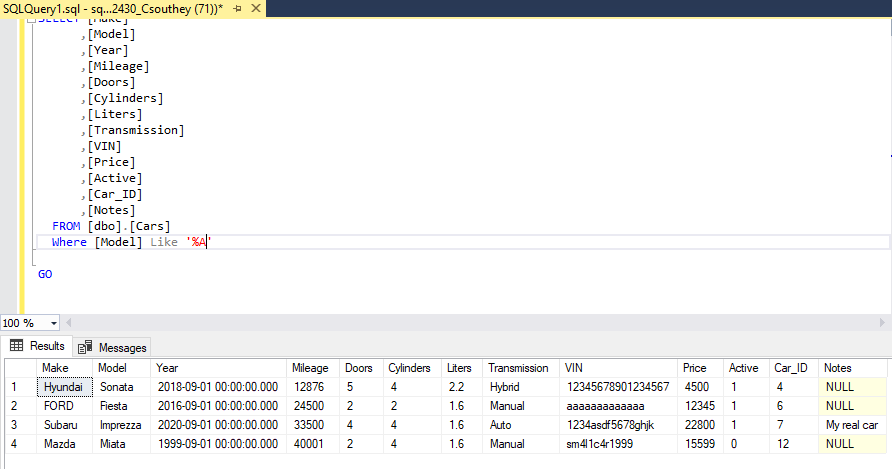 SQLQuery1.sql - sq...2430_Csouthey (71))*
SELECT [Make]
,[Model]
,[Year]
,[Mileage]
,[Doors]
,[Cylinders]
,[Liters]
,[Transmission]
,[VIN]
,[Price]
,[Active]
,[Car_ID]
,[Notes]
FROM [dbo].[Cars]
Where [Model] Like '%A'
GO
100 %
Results Messages
Make Model Year Mileage Doors Cylinders Liters Transmission VIN Price Active Car_ID Notes
1 Hyundai Sonata 2018-09-01 00:00:00.000 12876 5 4 2.2 Hybrid 12345678901234567 4500 1 4 NULL
2 FORD Fiesta 2016-09-01 00:00:00.000 24500 2 2 1.6 Manual aaaaaaaaaaaaa 12345 1 6 NULL
3 Subaru Imprezza 2020-09-01 00:00:00.000 33500 4 4 1.6 Auto 1234asdf5678ghjk 22800 1 7 My real car
4 Mazda Miata 1999-09-01 00:00:00.000 40001 2 4 1.6 Manual sm4l1c4r1999 15599 0 12 NULL